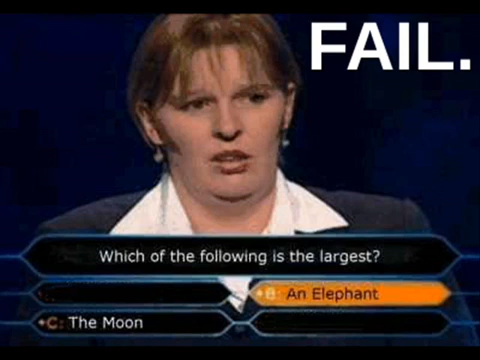 FAIL.
Which of the following is the largest?
B: An Elephant
C: The Moon